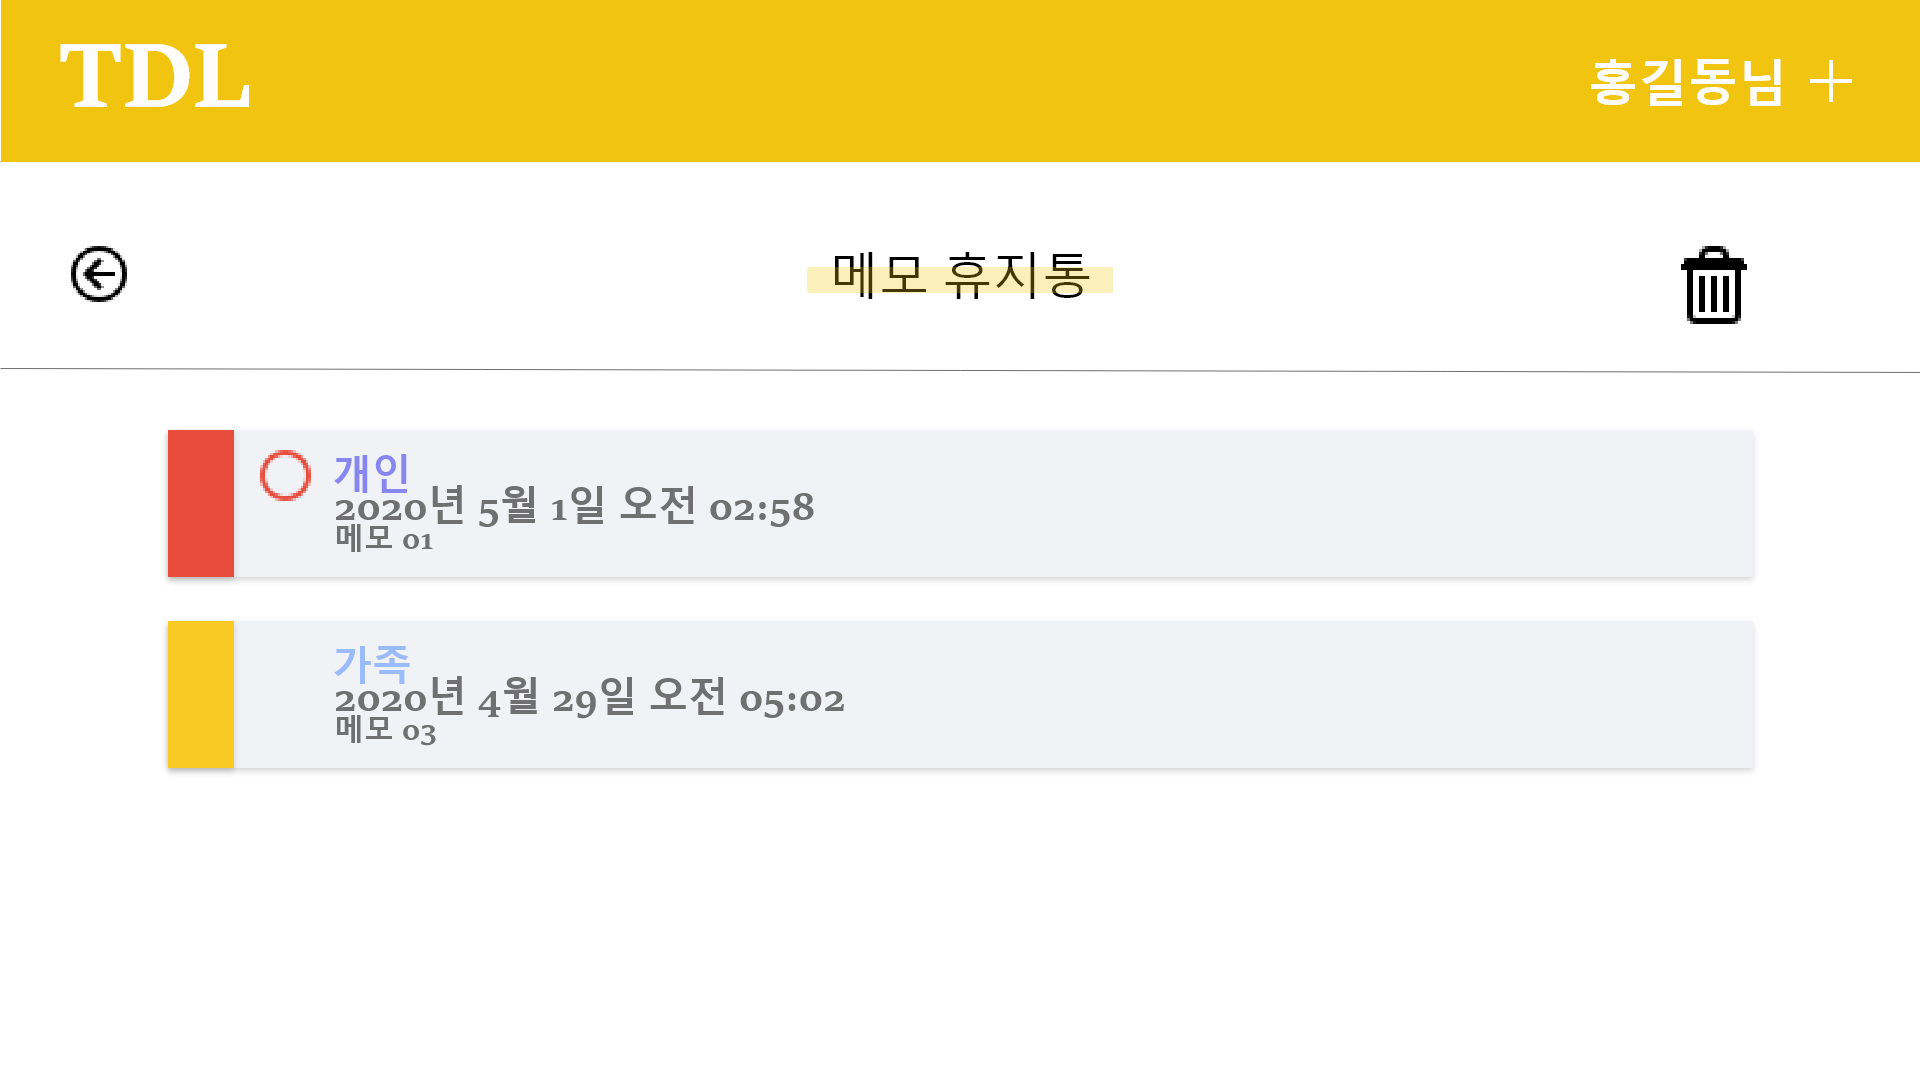 TDL
홍길동님
메모 휴지통
개인
2020년 5월 1일 오전 02:58
메모 01
가족
2020년 4월 29일 오전 05:02
메모 03